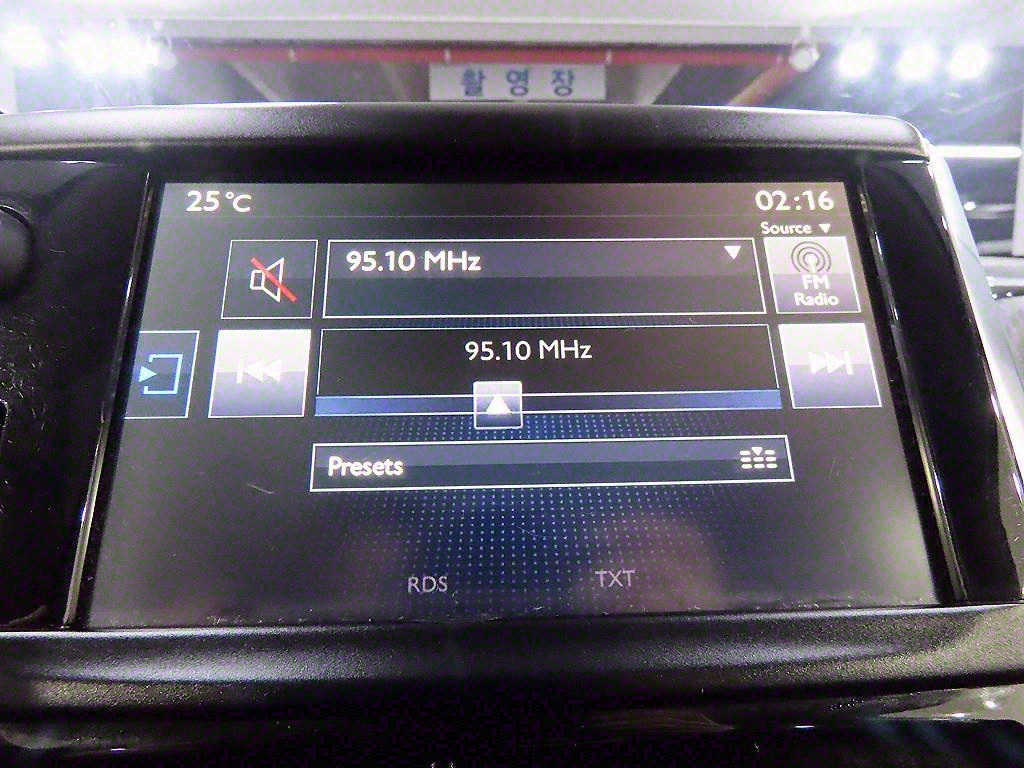 촬영장
25 °C
02:16
Source
95.10 MHz
FM
Radio
95.10 MHz
Presets
RDS
TXT